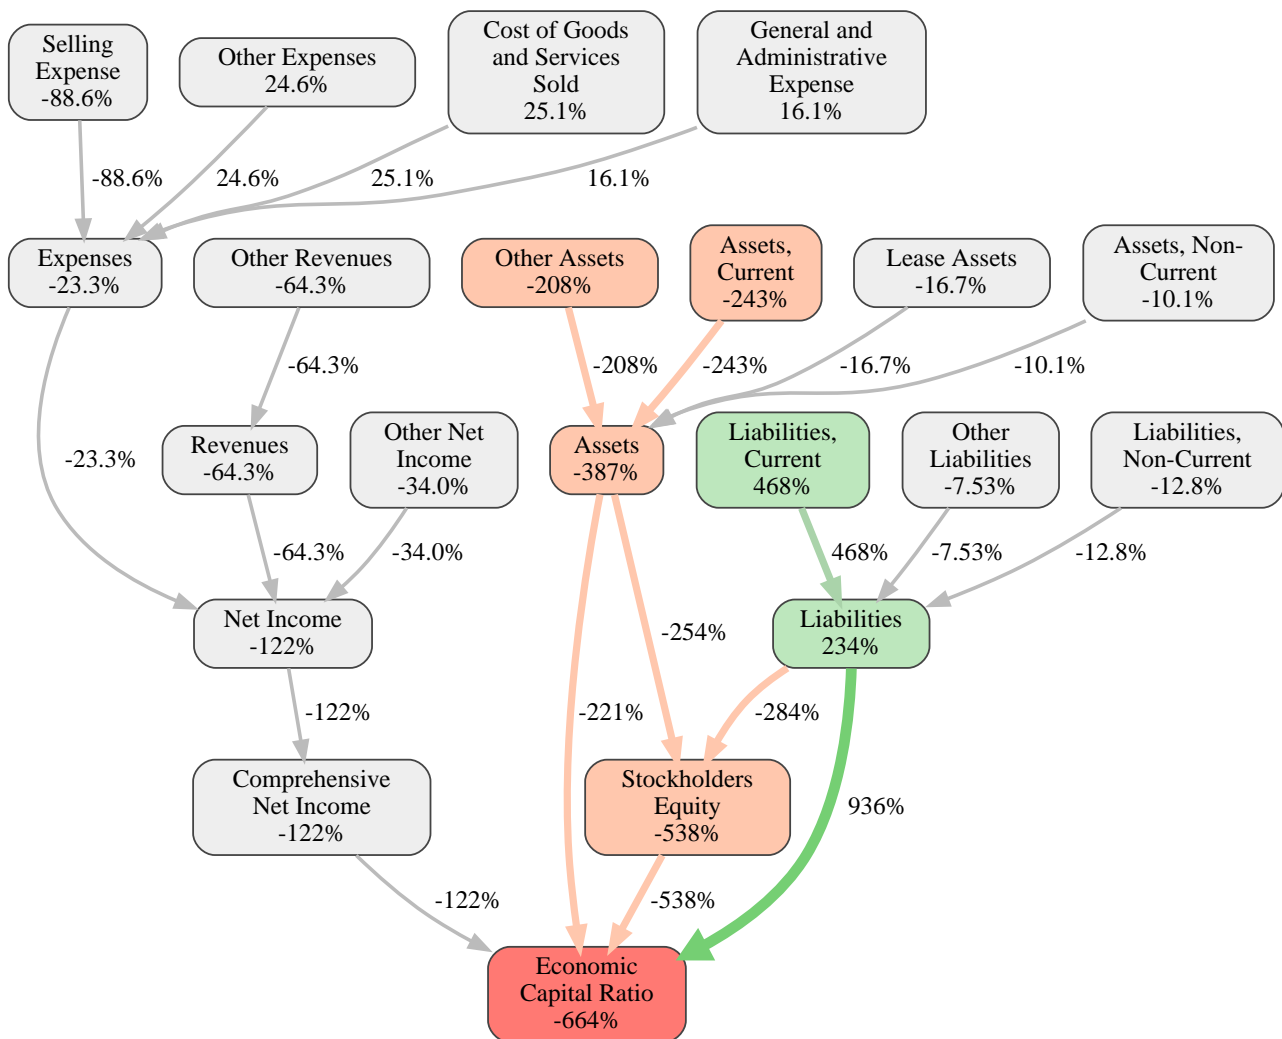 Selling
Expense
-88.6%
Other Expenses
24.6%
Cost of Goods
and Services
Sold
25.1%
General and
Administrative
Expense
16.1%
-88.6%
24.6%
25.1%
16.1%
Expenses
-23.3%
Other Revenues
-64.3%
Other Assets
-208%
Assets,
Current
-243%
Lease Assets
-16.7%
Assets, Non-
Current
-10.1%
-64.3%
-208%
-243%
-16.7%
-10.1%
-23.3%
Revenues
-64.3%
Other Net
Income
-34.0%
Assets
-387%
Liabilities,
Current
468%
Other
Liabilities
-7.53%
Liabilities,
Non-Current
-12.8%
-64.3%
-34.0%
468%
-7.53%
-12.8%
Net Income
-122%
-254%
Liabilities
234%
-122%
-221%
-284%
Comprehensive
Net Income
-122%
Stockholders
Equity
-538%
936%
-122%
-538%
Economic
Capital Ratio
-664%